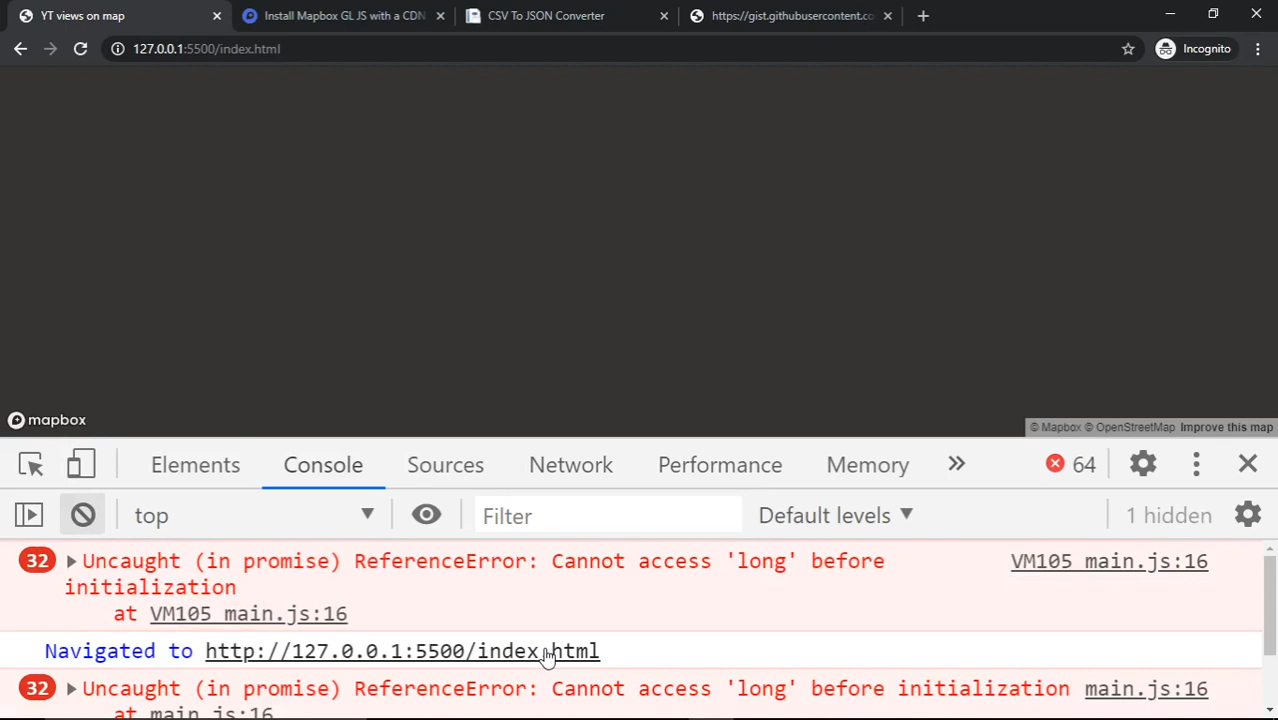 YT views on map
Install Mapbox GL JS with a CDN
CSV To JSON Converter
https://gist.githubusercontent.co
127.0.0.1:5500/index.html
Incognito
mapbox
© Mapbox © OpenStreetMap Improve this map
Elements
Console
Sources
Network
Performance
Memory
64
top
Filter
Default levels
1 hidden
32 Uncaught (in promise) ReferenceError: Cannot access 'long' before VM105 main.js:16
initialization
at VM105 main.js:16
Navigated to http://127.0.0.1:5500/index.html
32 Uncaught (in promise) ReferenceError: Cannot access 'long' before initialization main.js:16
at main.js:16